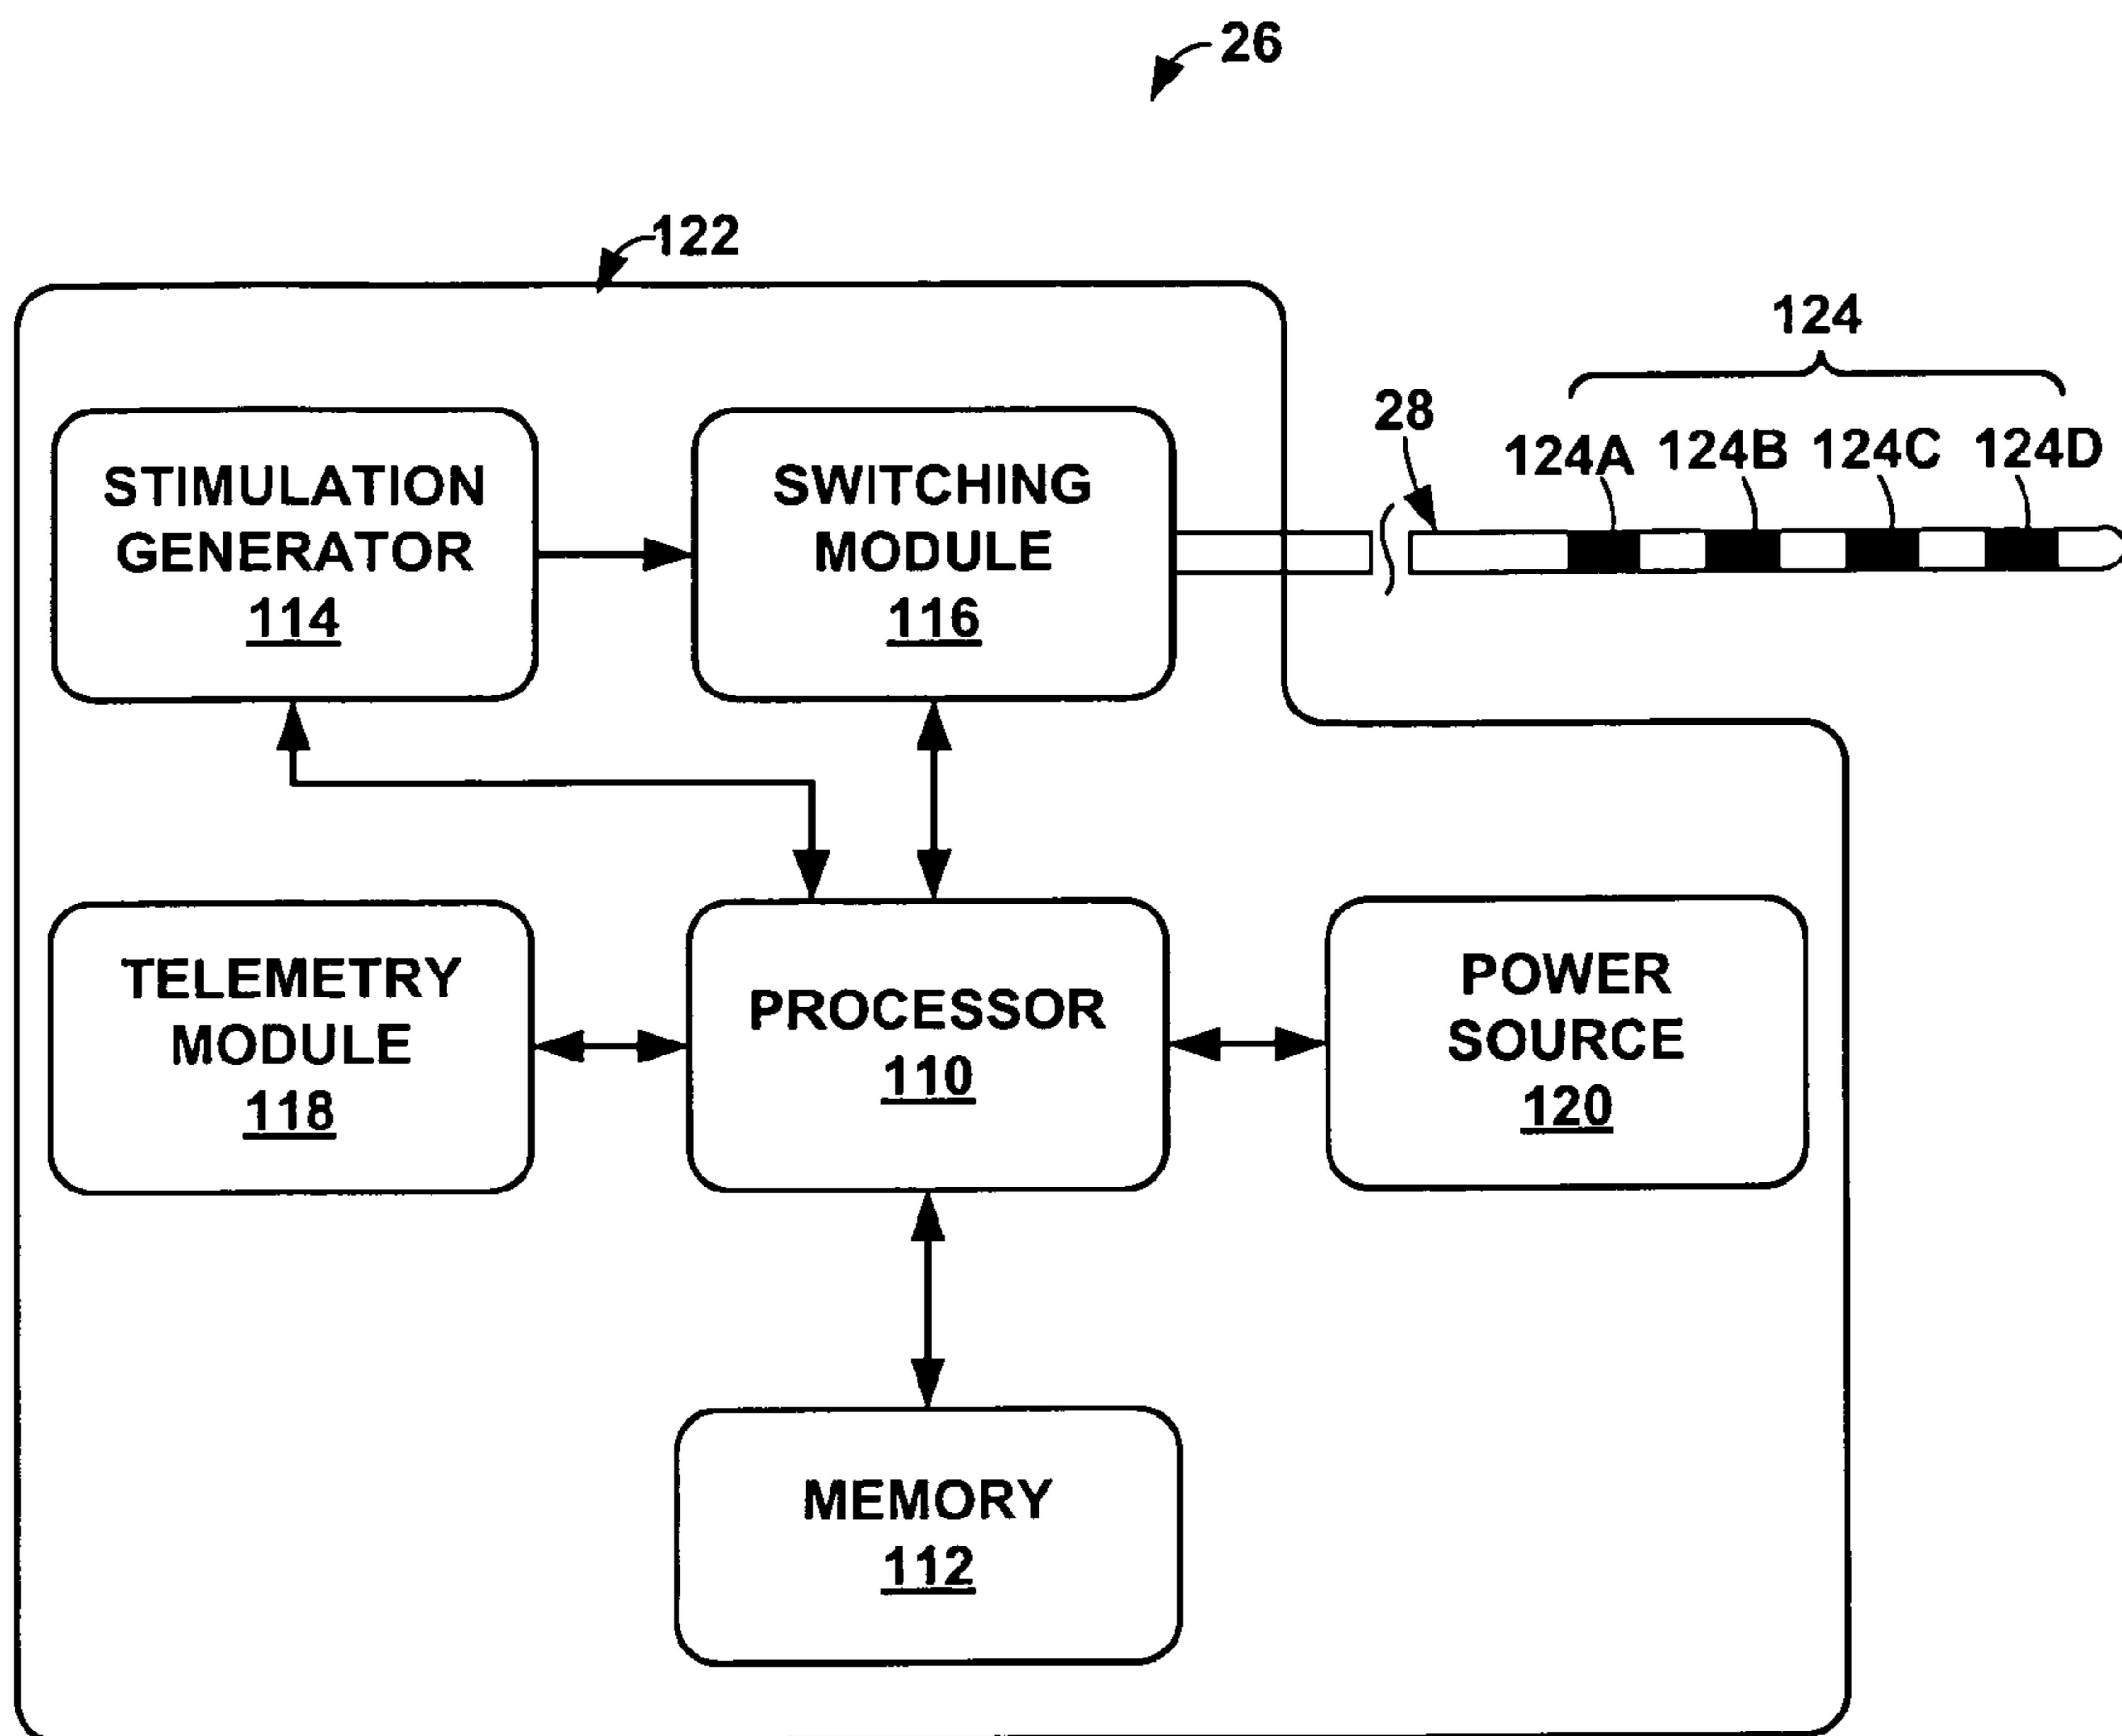 26
122
124
28
124A 124B 124C 124D
STIMULATION
GENERATOR
114
SWITCHING
MODULE
116
TELEMETRY
MODULE
118
PROCESSOR
110
POWER
SOURCE
120
MEMORY
112